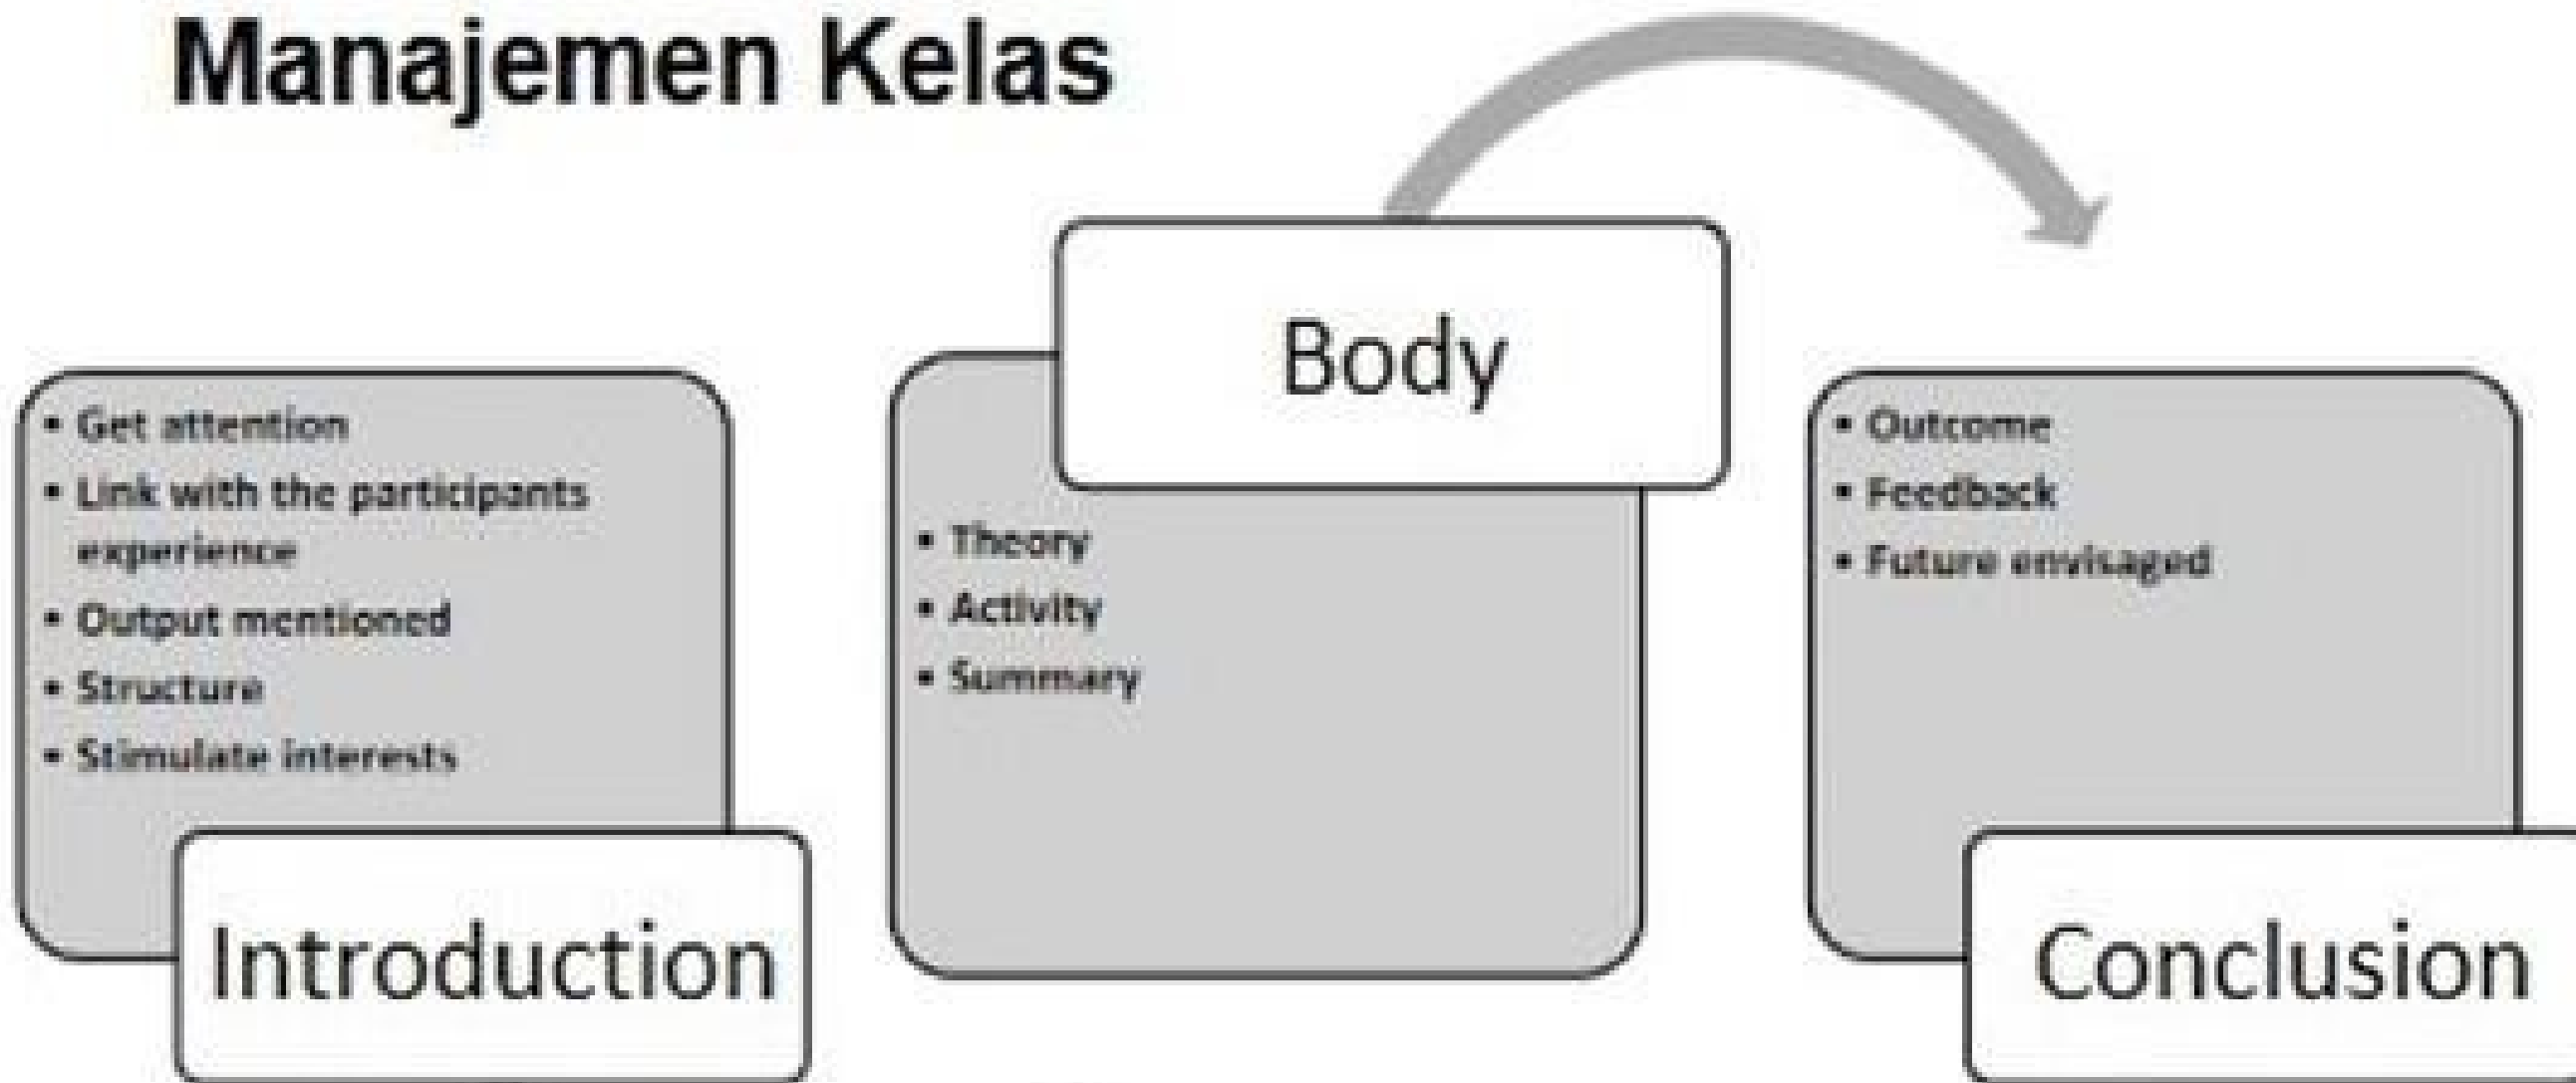 Manajemen Kelas
• Get attention
• Link with the participants
experience
• Output mentioned
• Structure
• Stimulate interests
Introduction
Body
• Theory
• Activity
• Summary
• Outcome
• Feedback
• Future envisaged
Conclusion